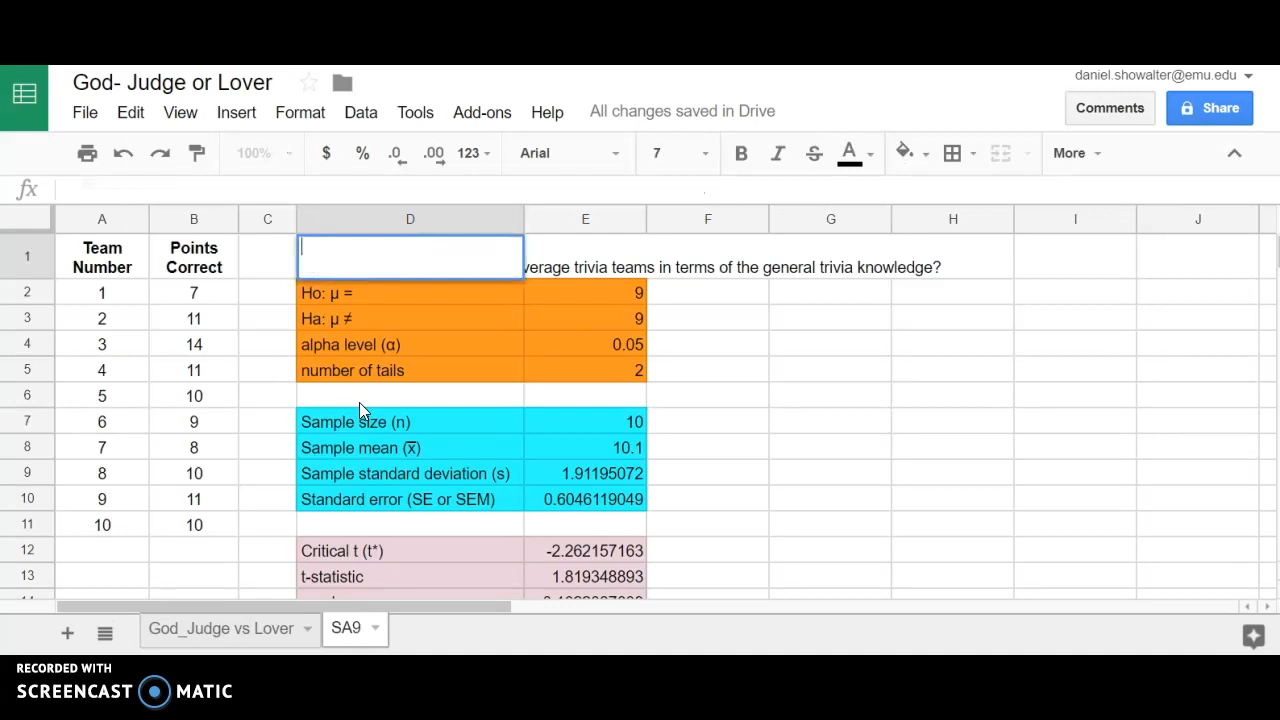 God- Judge or Lover
daniel.showalter@emu.edu
File Edit View Insert Format Data Tools Add-ons Help All changes saved in Drive
Comments Share
100% $ % .0 .00 123 Arial 7 B I S A More
fx
A B C D E F G H I J
1 Team Number Points Correct verage trivia teams in terms of the general trivia knowledge?
2 1 7 Ho: µ = 9
3 2 11 Ha: µ ≠ 9
4 3 14 alpha level (α) 0.05
5 4 11 number of tails 2
6 5 10
7 6 9 Sample size (n) 10
8 7 8 Sample mean (x̅) 10.1
9 8 10 Sample standard deviation (s) 1.91195072
10 9 11 Standard error (SE or SEM) 0.6046119049
11 10 10
12 Critical t (t*) -2.262157163
13 t-statistic 1.819348893
God_Judge vs Lover SA9
RECORDED WITH
SCREENCAST MATIC